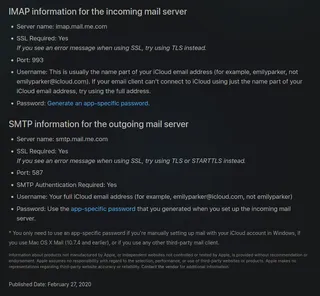 IMAP information for the incoming mail server
• Server name: imap.mail.me.com
• SSL Required: Yes
If you see an error message when using SSL, try using TLS instead.
• Port: 993
• Username: This is usually the name part of your iCloud email address (for example, emilyparker, not
emilyparker@icloud.com). If your email client can't connect to iCloud using just the name part of your
iCloud email address, try using the full address.
• Password: Generate an app-specific password.
SMTP information for the outgoing mail server
• Server name: smtp.mail.me.com
• SSL Required: Yes
If you see an error message when using SSL, try using TLS or STARTTLS instead.
• Port: 587
• SMTP Authentication Required: Yes
• Username: Your full iCloud email address (for example, emilyparker@icloud.com, not emilyparker)
• Password: Use the app-specific password that you generated when you set up the incoming mail
server.
* You only need to use an app-specific password if you're manually setting up mail with your iCloud account in Windows, if
you use Mac OS X Mail (10.7.4 and earlier), or if you use any other third-party mail client.
Information about products not manufactured by Apple, or independent websites not controlled or tested by Apple, is provided without recommendation or
endorsement. Apple assumes no responsibility with regard to the selection, performance, or use of third-party websites or products. Apple makes no
representations regarding third-party website accuracy or reliability. Contact the vendor for additional information.
Published Date: February 27, 2020